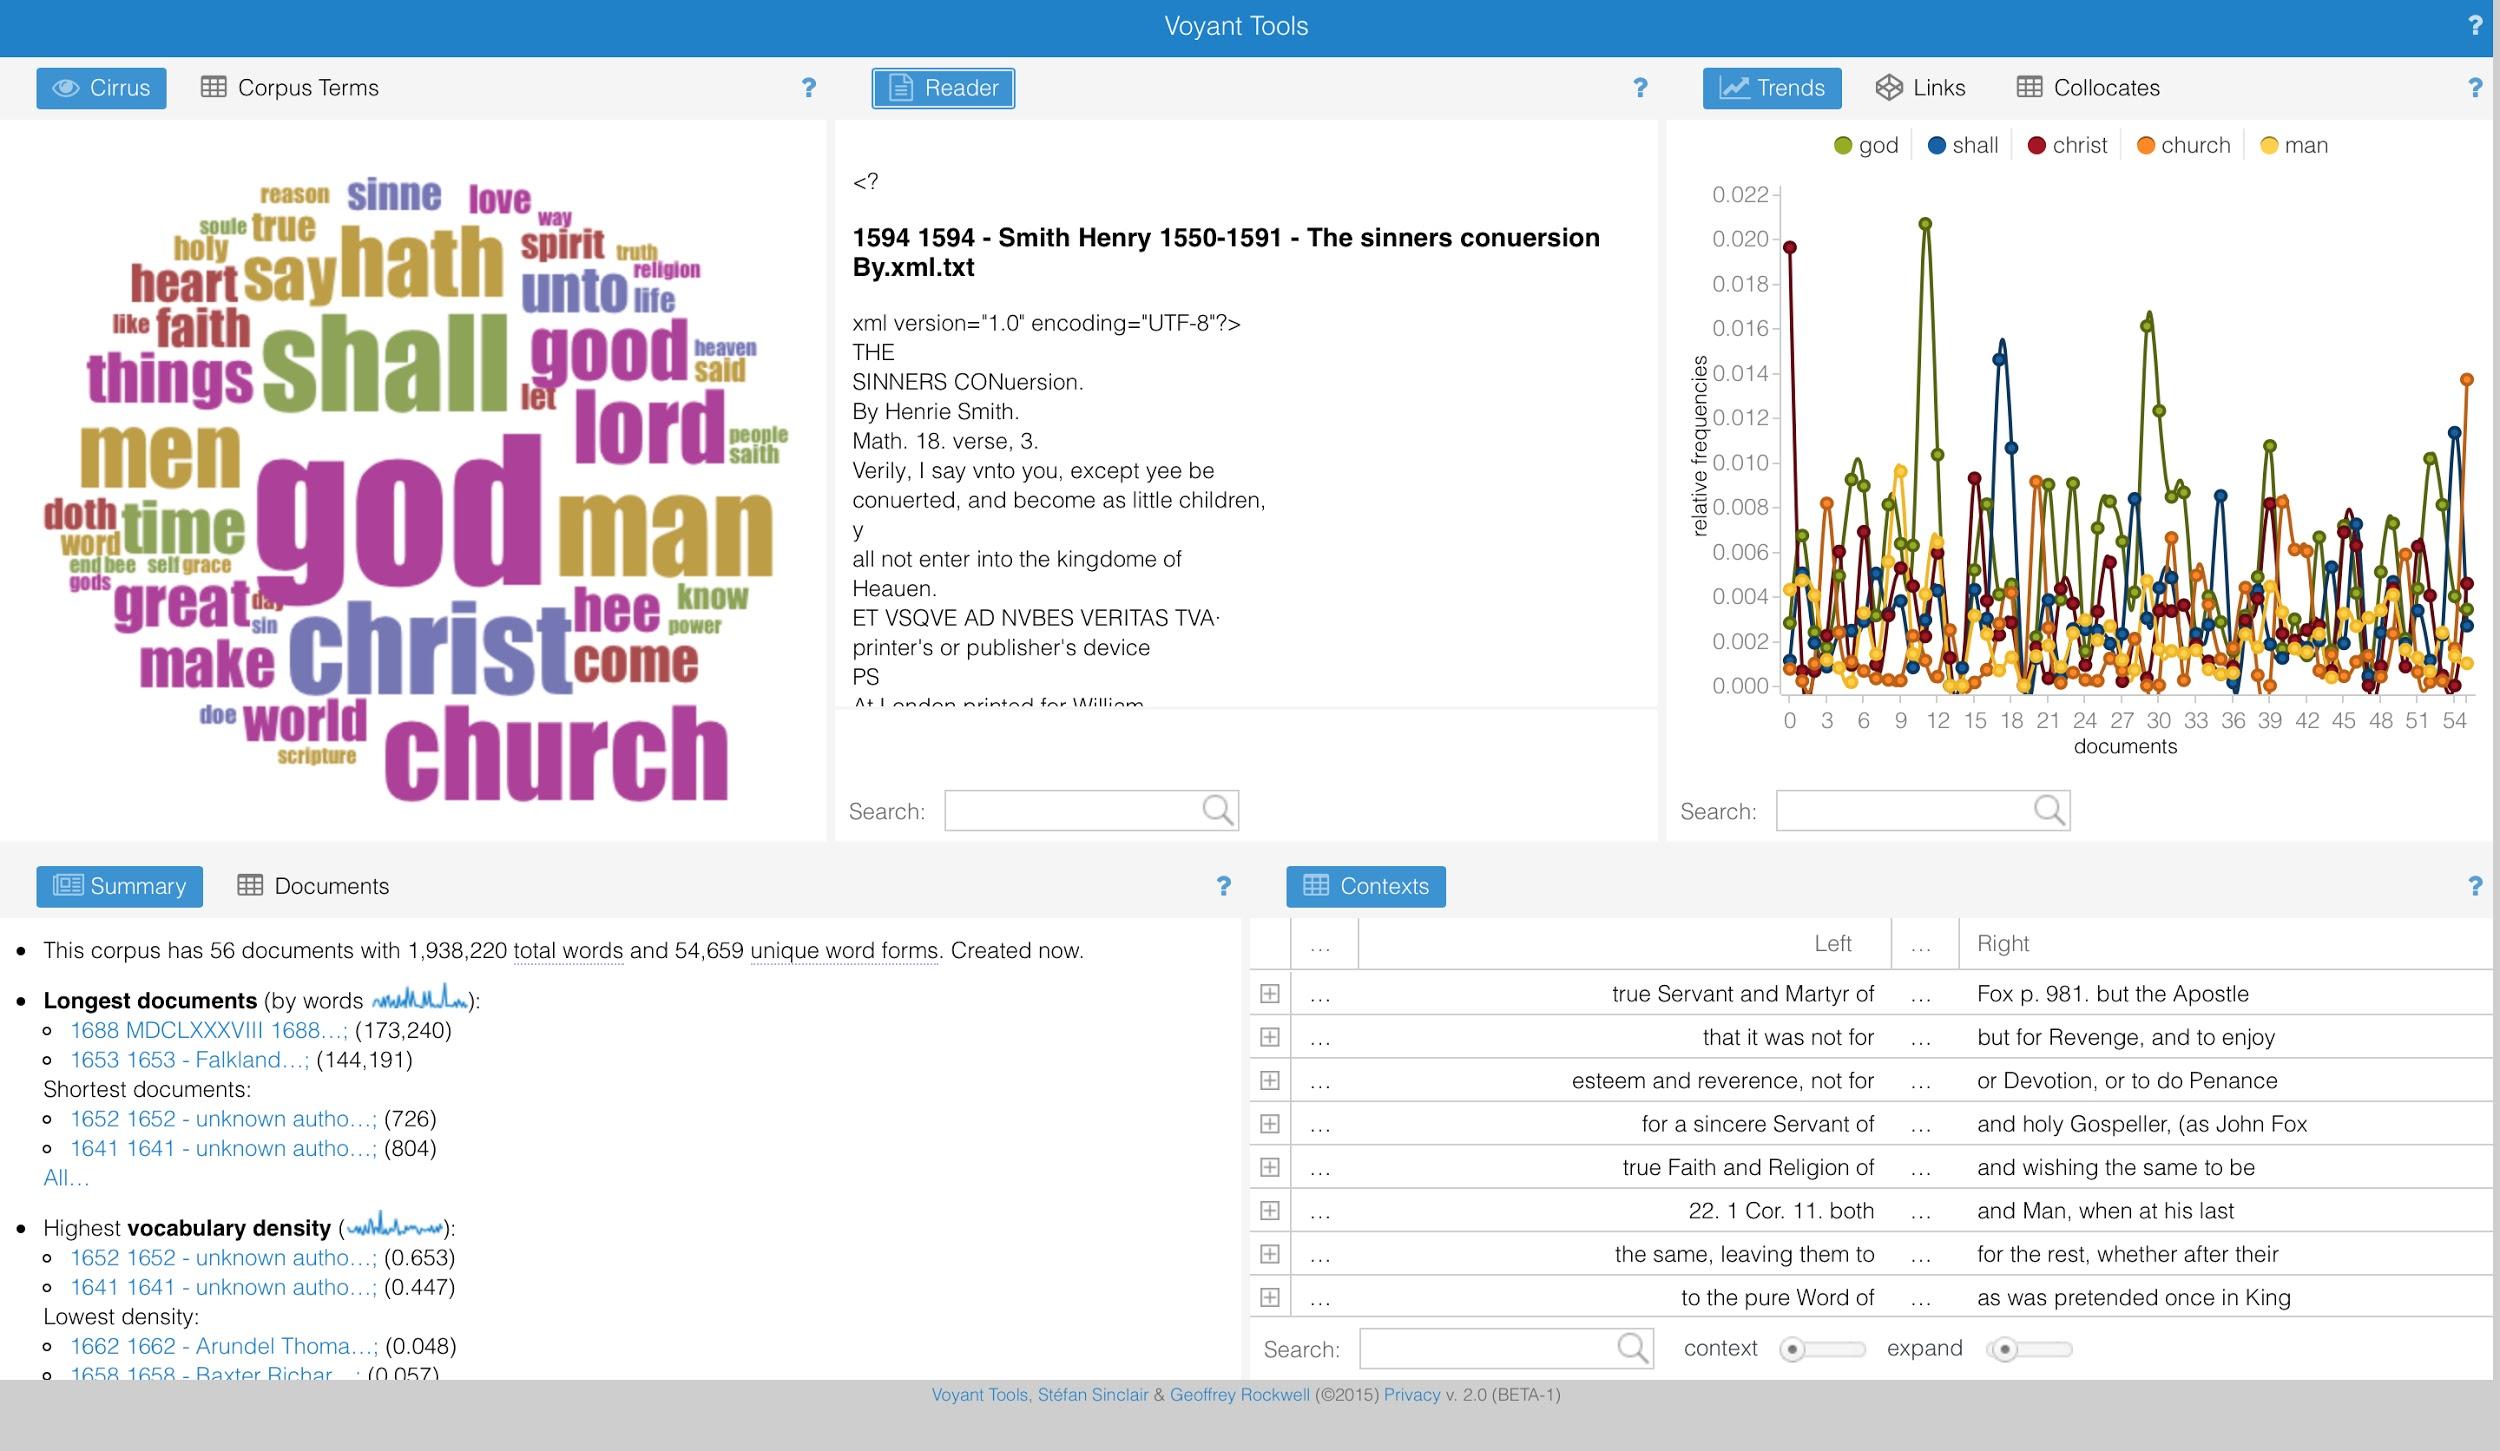 Voyant Tools
?
Cirrus
Corpus Terms
?
reason sinne love
way
soule true
holy
hath
spirit truth
religion
heart say
unto life
like faith
shall
good
heaven
said
things
let
lord
people
saith
men
god
man
doth time
word
end bee self grace
gods
great day
sin
christ
hee know
power
make
come
doe world
scripture
church
Reader
?
<?
1594 1594 - Smith Henry 1550-1591 - The sinners conuersion
By.xml.txt
xml version="1.0" encoding="UTF-8"?>
THE
SINNERS CONuersion.
By Henrie Smith.
Math. 18. verse, 3.
Verily, I say vnto you, except yee be
conuerted, and become as little children,
y
all not enter into the kingdome of
Heauen.
ET VSQVE AD NVBES VERITAS TVA·
printer's or publisher's device
PS
At London printed for William
Search:
Trends
Links
Collocates
?
god shall christ church man
0.022
0.020
0.018
0.016
0.014
0.012
0.010
0.008
0.006
0.004
0.002
0.000
relative frequencies
0 3 6 9 12 15 18 21 24 27 30 33 36 39 42 45 48 51 54
documents
Search:
Summary
Documents
?
This corpus has 56 documents with 1,938,220 total words and 54,659 unique word forms. Created now.
Longest documents (by words ):
1688 MDCLXXXVIII 1688...; (173,240)
1653 1653 - Falkland...; (144,191)
Shortest documents:
1652 1652 - unknown autho...; (726)
1641 1641 - unknown autho...; (804)
All...
Highest vocabulary density ( ):
1652 1652 - unknown autho...; (0.653)
1641 1641 - unknown autho...; (0.447)
Lowest density:
1662 1662 - Arundel Thoma...; (0.048)
1658 1658 - Baxter Richar...; (0.057)
Contexts
?
... Left ... Right
... true Servant and Martyr of ... Fox p. 981. but the Apostle
... that it was not for ... but for Revenge, and to enjoy
... esteem and reverence, not for ... or Devotion, or to do Penance
... for a sincere Servant of ... and holy Gospeller, (as John Fox
... true Faith and Religion of ... and wishing the same to be
... 22. 1 Cor. 11. both ... and Man, when at his last
... the same, leaving them to ... for the rest, whether after their
... to the pure Word of ... as was pretended once in King
Search: context expand
Voyant Tools, Stéfan Sinclair & Geoffrey Rockwell (©2015) Privacy v. 2.0 (BETA-1)